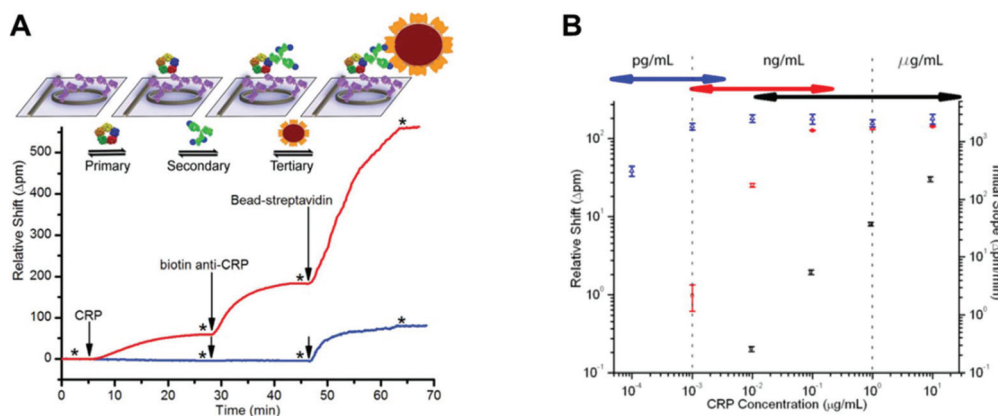 A
Primary
Secondary
Tertiary
Relative Shift (Δpm)
500
400
300
200
100
0
CRP
biotin anti-CRP
Bead-streptavidin
*
*
*
*
*
*
0
10
20
30
40
50
60
70
Time (min)
B
pg/mL
ng/mL
μg/mL
Relative Shift (Δpm)
10²
10¹
10⁰
10⁻¹
10³
10²
10¹
10⁰
10⁻¹
10⁻⁴
10⁻³
10⁻²
10⁻¹
10⁰
10¹
CRP Concentration (μg/mL)